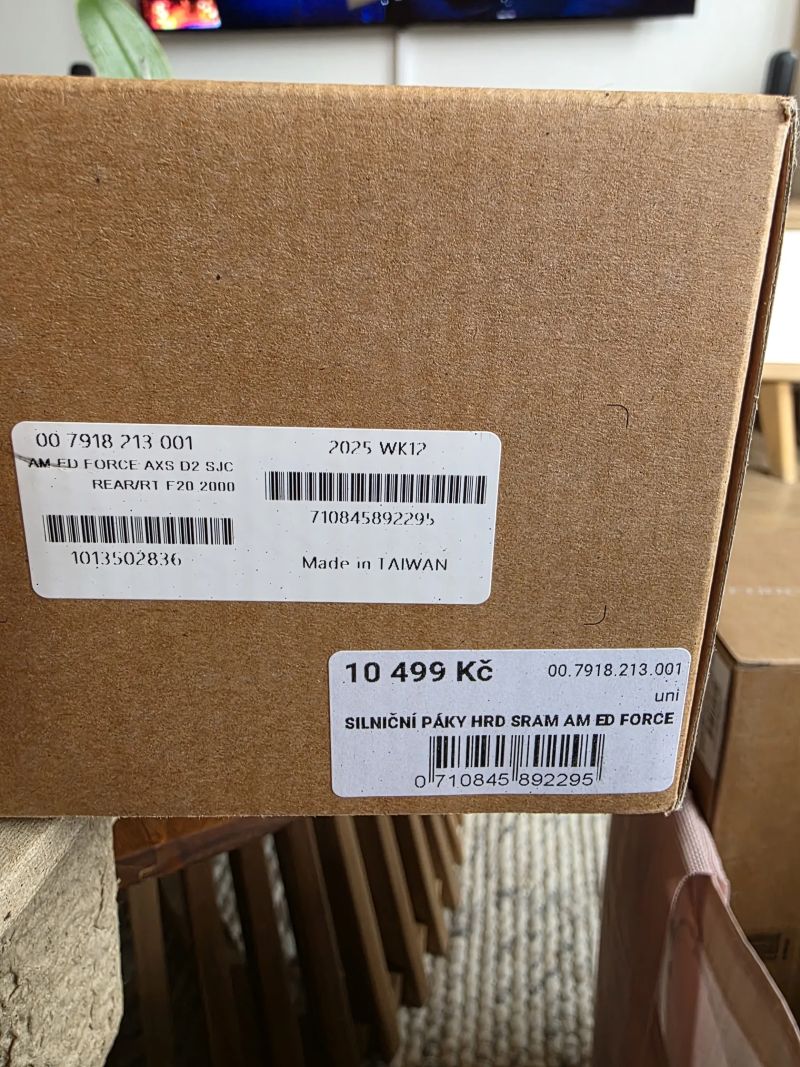 00 7918 213 001
AM ED FORCE AXS D2 SJC
REAR/RT F20 2000
1013502836
2025 WK12
710845892295
Made in TAIWAN
10 499 Kč
00.7918.213.001
uni
SILNIČNÍ PÁKY HRD SRAM AM ED FORCE
0 710845 892295